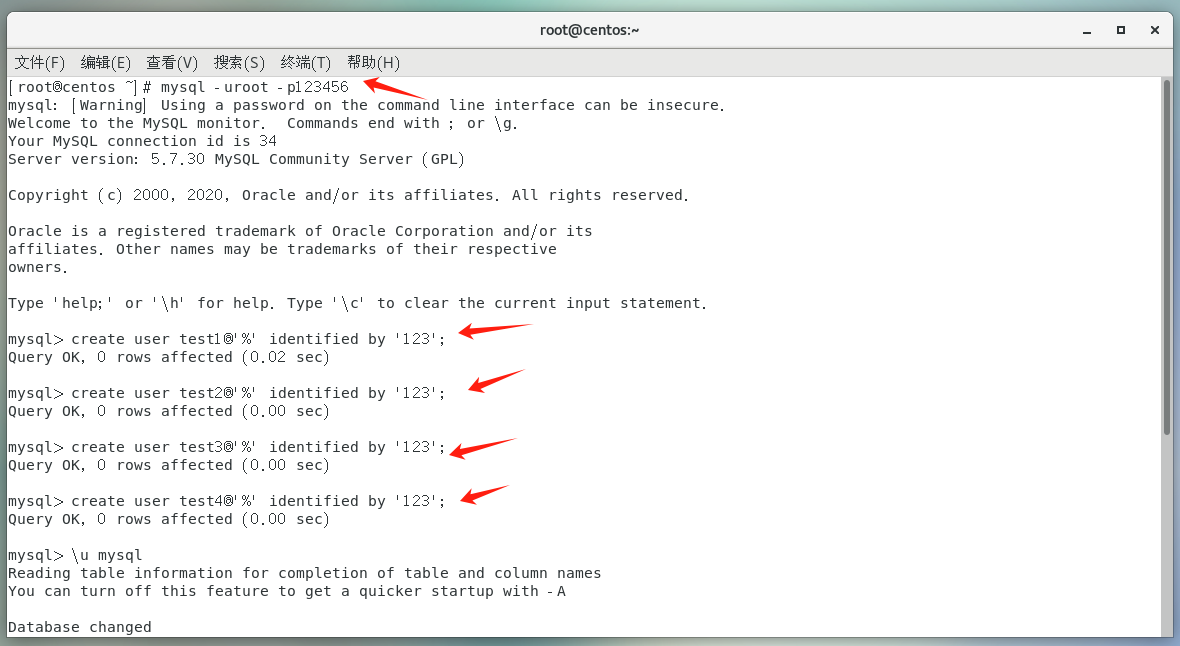 root@centos:~
文件(F) 编辑(E) 查看(V) 搜索(S) 终端(T) 帮助(H)
[root@centos ~]# mysql -uroot -p123456
mysql: [Warning] Using a password on the command line interface can be insecure.
Welcome to the MySQL monitor.  Commands end with ; or \g.
Your MySQL connection id is 34
Server version: 5.7.30 MySQL Community Server (GPL)
Copyright (c) 2000, 2020, Oracle and/or its affiliates. All rights reserved.
Oracle is a registered trademark of Oracle Corporation and/or its
affiliates. Other names may be trademarks of their respective
owners.
Type 'help;' or '\h' for help. Type '\c' to clear the current input statement.
mysql> create user test1@'%' identified by '123';
Query OK, 0 rows affected (0.02 sec)
mysql> create user test2@'%' identified by '123';
Query OK, 0 rows affected (0.00 sec)
mysql> create user test3@'%' identified by '123';
Query OK, 0 rows affected (0.00 sec)
mysql> create user test4@'%' identified by '123';
Query OK, 0 rows affected (0.00 sec)
mysql> \u mysql
Reading table information for completion of table and column names
You can turn off this feature to get a quicker startup with -A
Database changed